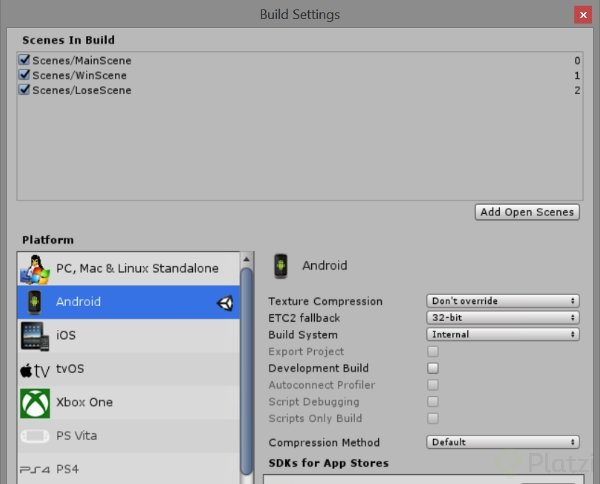 Build Settings
Scenes In Build
Scenes/MainScene 0
Scenes/WinScene 1
Scenes/LoseScene 2
Add Open Scenes
Platform
PC, Mac & Linux Standalone
Android
iOS
tv tvOS
Xbox One
PS Vita
PS4 PS4
Android
Texture Compression Don't override
ETC2 fallback 32-bit
Build System Internal
Export Project
Development Build
Autoconnect Profiler
Script Debugging
Scripts Only Build
Compression Method Default
SDKs for App Stores
Platzi